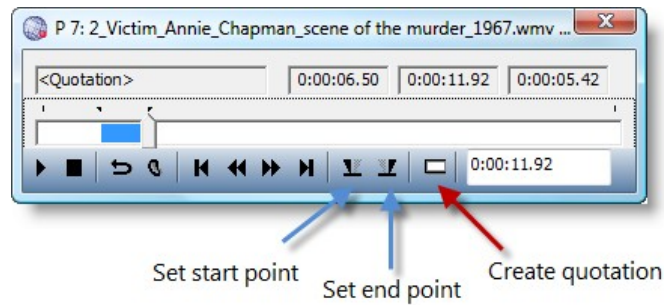 P 7: 2_Victim_Annie_Chapman_scene of the murder_1967.wmv ...
<Quotation> 0:00:06.50 0:00:11.92 0:00:05.42
0:00:11.92
Set start point
Set end point
Create quotation